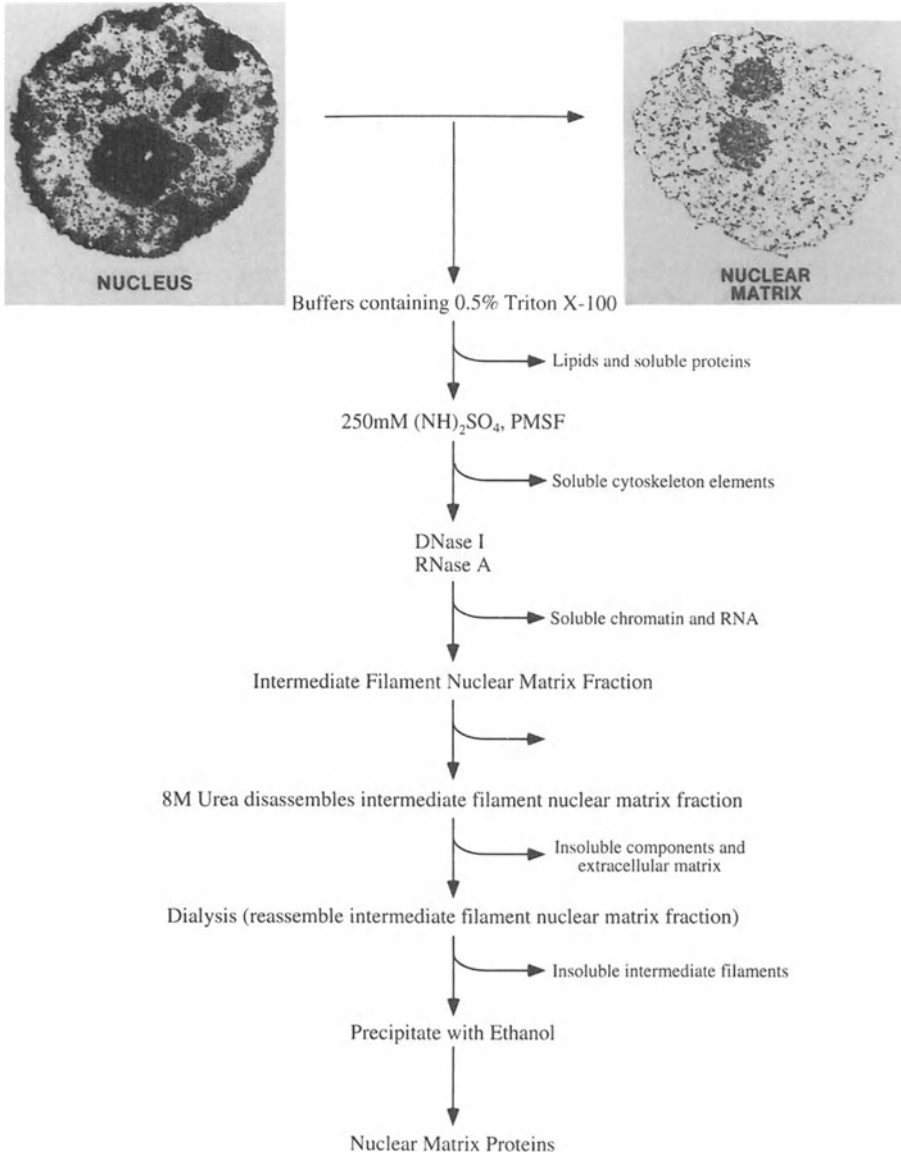 NUCLEUS
NUCLEAR
MATRIX
Buffers containing 0.5% Triton X-100
Lipids and soluble proteins
250mM (NH)₂SO₄, PMSF
Soluble cytoskeleton elements
DNase I
RNase A
Soluble chromatin and RNA
Intermediate Filament Nuclear Matrix Fraction
8M Urea disassembles intermediate filament nuclear matrix fraction
Insoluble components and
extracellular matrix
Dialysis (reassemble intermediate filament nuclear matrix fraction)
Insoluble intermediate filaments
Precipitate with Ethanol
Nuclear Matrix Proteins